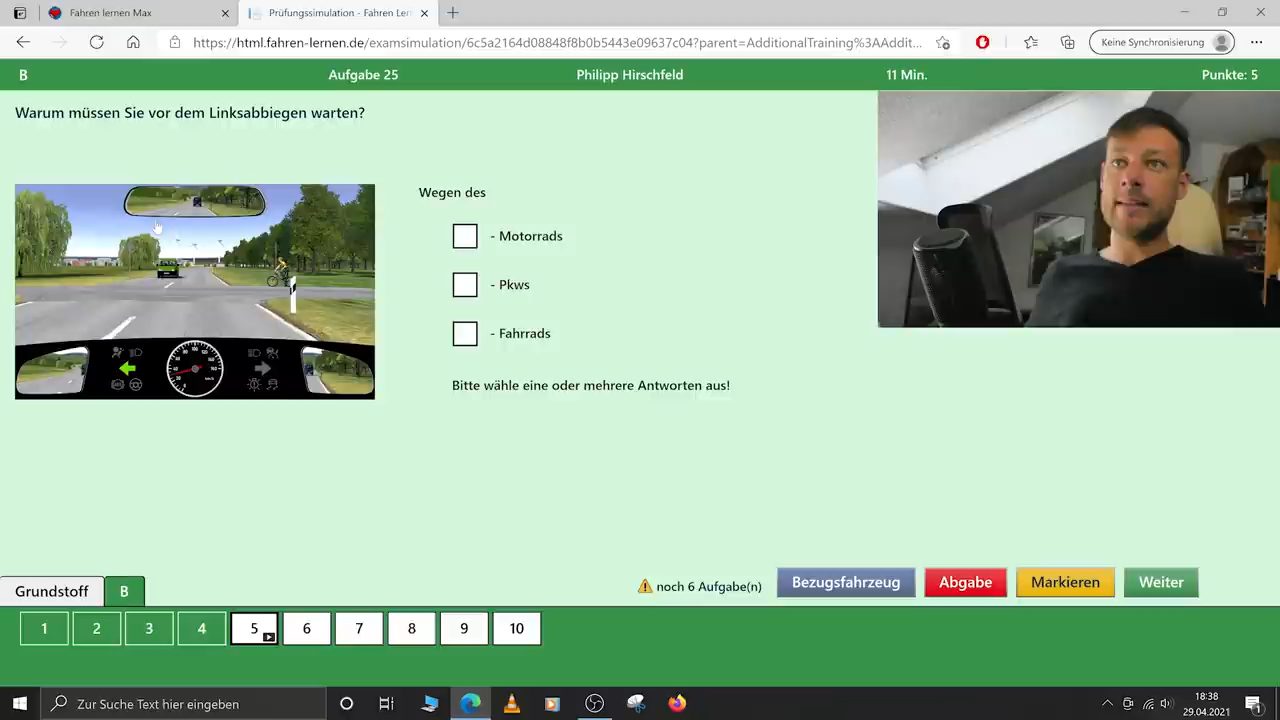 Fahren lernen Max
Prüfungssimulation - Fahren Ler
https://html.fahren-lernen.de/examsimulation/6c5a2164d08848f8b0b5443e09637c04?parent=AdditionalTraining%3AAddit...
Keine Synchronisierung
B
Aufgabe 25
Philipp Hirschfeld
11 Min.
Punkte: 5
Warum müssen Sie vor dem Linksabbiegen warten?
Wegen des
- Motorrads
- Pkws
- Fahrrads
Bitte wähle eine oder mehrere Antworten aus!
Grundstoff
B
noch 6 Aufgabe(n)
Bezugsfahrzeug
Abgabe
Markieren
Weiter
1
2
3
4
5
6
7
8
9
10
Zur Suche Text hier eingeben
18:38
29.04.2021